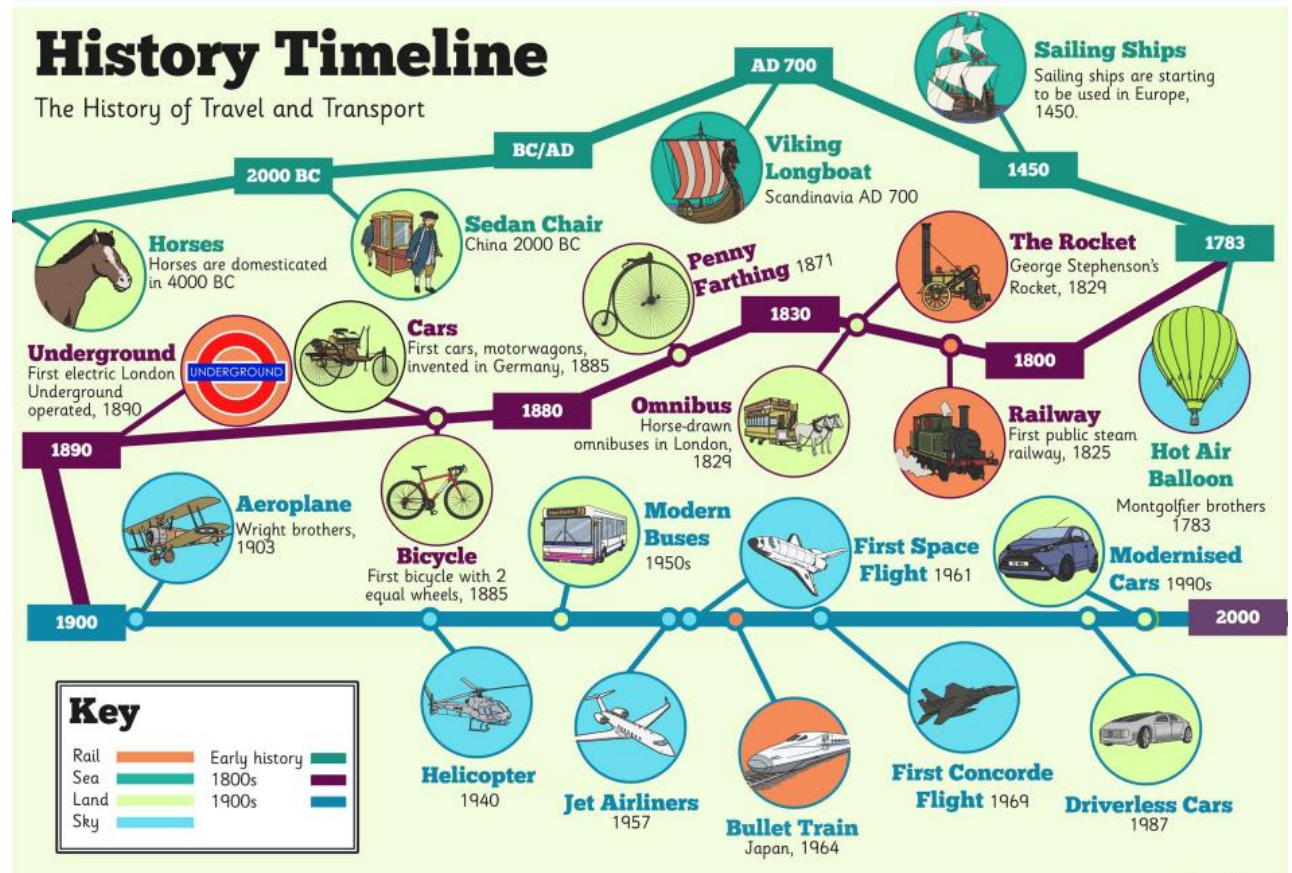 History Timeline
The History of Travel and Transport
2000 BC
BC/AD
AD 700
1450
1783
Horses
Horses are domesticated
in 4000 BC
Sedan Chair
China 2000 BC
Viking
Longboat
Scandinavia AD 700
Sailing Ships
Sailing ships are starting
to be used in Europe,
1450.
Hot Air
Balloon
Montgolfier brothers
1783
1800
Railway
First public steam
railway, 1825
The Rocket
George Stephenson's
Rocket, 1829
Omnibus
Horse-drawn
omnibuses in London,
1829
1830
Penny
Farthing 1871
1880
Cars
First cars, motorwagons,
invented in Germany, 1885
Bicycle
First bicycle with 2
equal wheels, 1885
Underground
First electric London
Underground
operated, 1890
UNDERGROUND
1890
1900
Aeroplane
Wright brothers,
1903
Helicopter
1940
Modern
Buses
1950s
Jet Airliners
1957
First Space
Flight 1961
Bullet Train
Japan, 1964
First Concorde
Flight 1969
Driverless Cars
1987
Modernised
Cars 1990s
2000
Key
Rail
Sea
Land
Sky
Early history
1800s
1900s